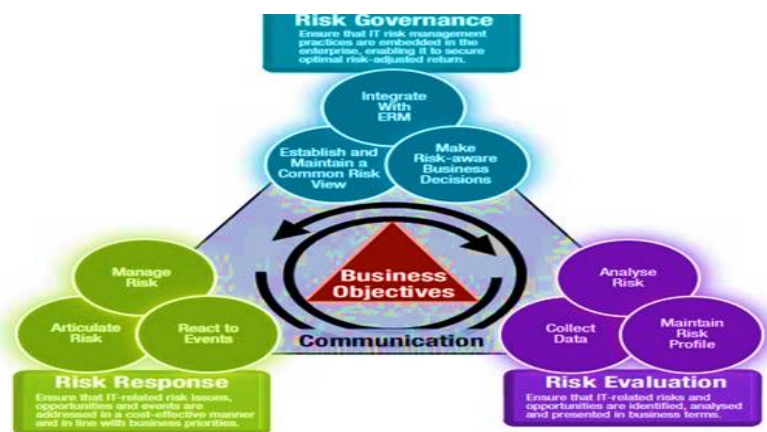 Risk Governance
Ensure that IT risk management
practices are embedded in the
enterprise, enabling it to secure
optimal risk-adjusted return.
Integrate
With
ERM
Establish and
Maintain a
Common Risk
View
Make
Risk-aware
Business
Decisions
Business
Objectives
Communication
Manage
Risk
Articulate
Risk
React to
Events
Analyse
Risk
Collect
Data
Maintain
Risk
Profile
Risk Response
Ensure that IT-related risk issues,
opportunities and events are
addressed in a cost-effective manner
and in line with business priorities.
Risk Evaluation
Ensure that IT-related risks and
opportunities are identified, analysed
and presented in business terms.